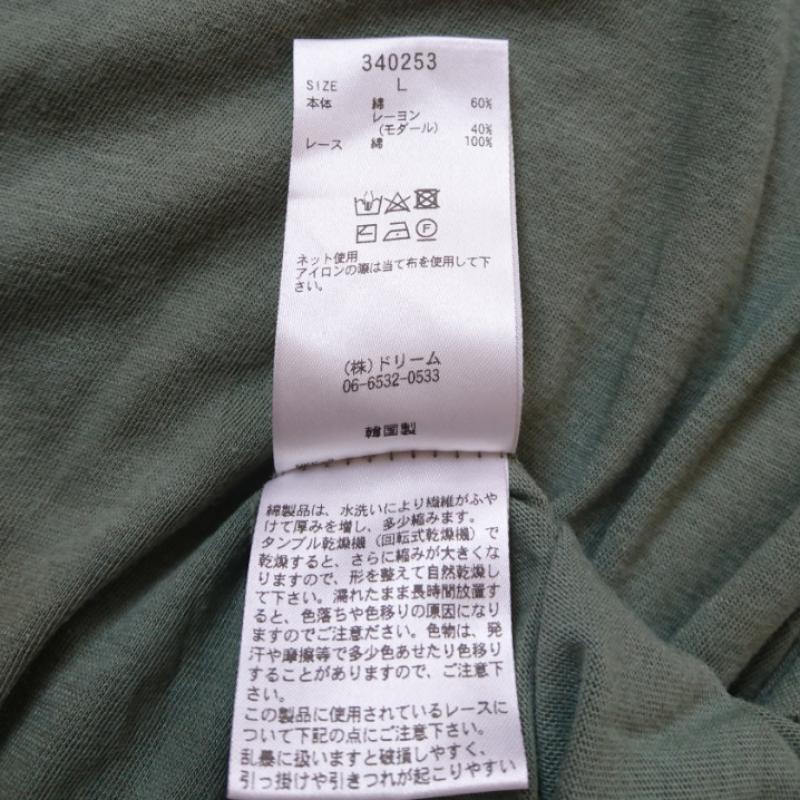 340253
SIZE L
本体 綿 60%
レーヨン
(モダール) 40%
レース 綿 100%
F
ネット使用
アイロンの際は当て布を使用して下
さい。
(株)ドリーム
06-6532-0533
韓国製
綿製品は、水洗いにより繊維がふや
けて厚みを増し、多少縮みます。
タンブル乾燥機(回転式乾燥機)で
乾燥すると、さらに縮みが大きくな
りますので、形を整えて自然乾燥し
て下さい。濡れたまま長時間放置す
ると、色落ちや色移りの原因になり
ますのでご注意ださい。色物は、発
汗や摩擦等で多少色あせたり色移り
することがありますので、ご注意下
さい。
この製品に使用されているレースに
ついて下記の点にご注意下さい。
乱暴に扱いますと破損しやすく、
引っ掛けや引きつれが起こりやすい